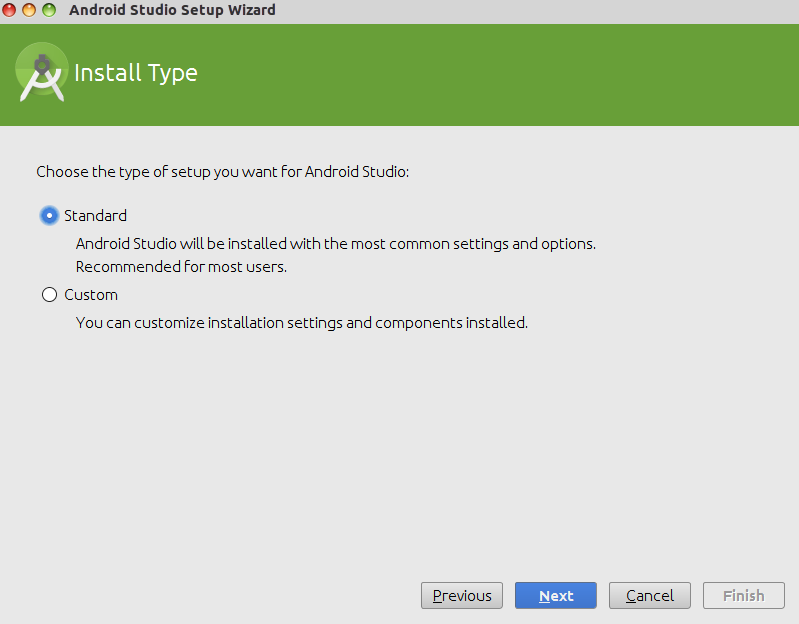 Android Studio Setup Wizard
Install Type
Choose the type of setup you want for Android Studio:
Standard
Android Studio will be installed with the most common settings and options.
Recommended for most users.
Custom
You can customize installation settings and components installed.
Previous Next Cancel Finish